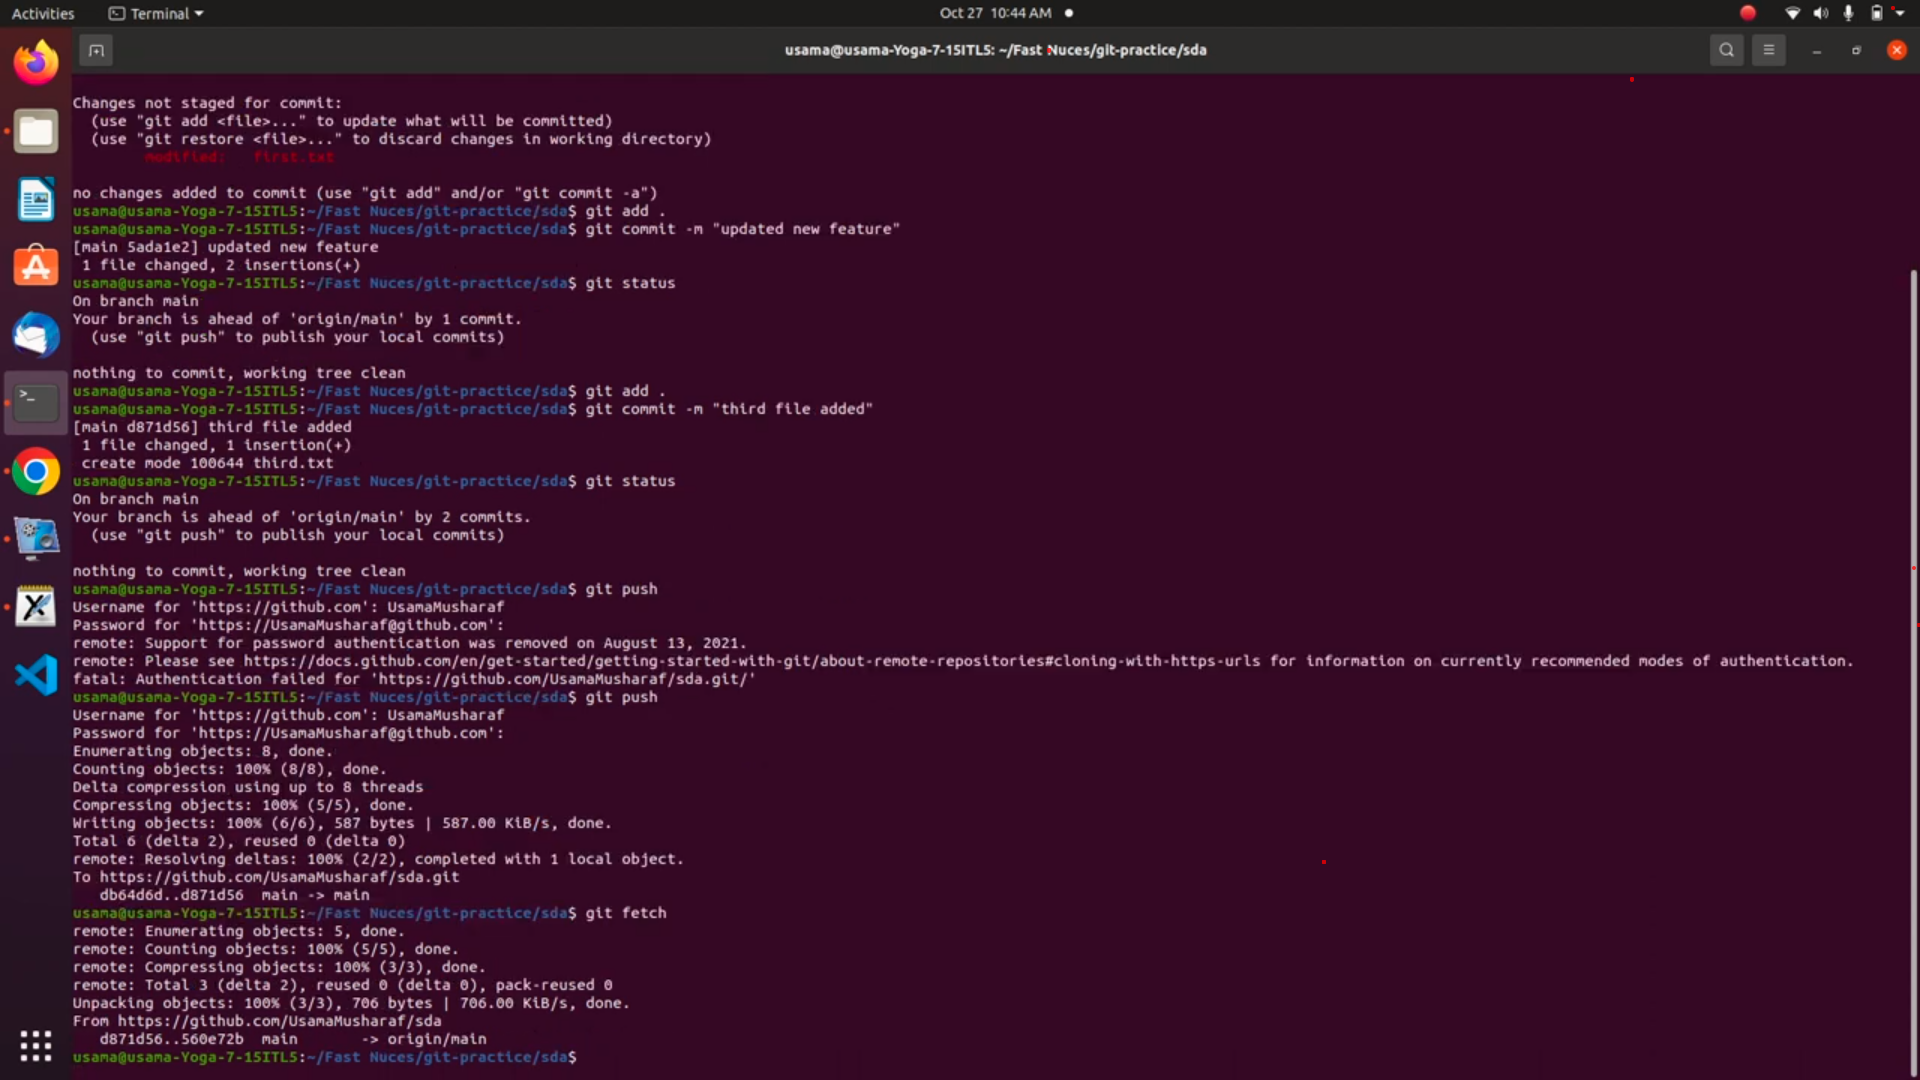 Activities
Terminal
Oct 27 10:44 AM
usama@usama-Yoga-7-15ITL5: ~/Fast Nuces/git-practice/sda
Changes not staged for commit:
(use "git add <file>..." to update what will be committed)
(use "git restore <file>..." to discard changes in working directory)
modified: first.txt
no changes added to commit (use "git add" and/or "git commit -a")
usama@usama-Yoga-7-15ITL5:~/Fast Nuces/git-practice/sda$ git add .
usama@usama-Yoga-7-15ITL5:~/Fast Nuces/git-practice/sda$ git commit -m "updated new feature"
[main 5ada1e2] updated new feature
1 file changed, 2 insertions(+)
usama@usama-Yoga-7-15ITL5:~/Fast Nuces/git-practice/sda$ git status
On branch main
Your branch is ahead of 'origin/main' by 1 commit.
(use "git push" to publish your local commits)
nothing to commit, working tree clean
usama@usama-Yoga-7-15ITL5:~/Fast Nuces/git-practice/sda$ git add .
usama@usama-Yoga-7-15ITL5:~/Fast Nuces/git-practice/sda$ git commit -m "third file added"
[main d871d56] third file added
1 file changed, 1 insertion(+)
create mode 100644 third.txt
usama@usama-Yoga-7-15ITL5:~/Fast Nuces/git-practice/sda$ git status
On branch main
Your branch is ahead of 'origin/main' by 2 commits.
(use "git push" to publish your local commits)
nothing to commit, working tree clean
usama@usama-Yoga-7-15ITL5:~/Fast Nuces/git-practice/sda$ git push
Username for 'https://github.com': UsamaMusharaf
Password for 'https://UsamaMusharaf@github.com':
remote: Support for password authentication was removed on August 13, 2021.
remote: Please see https://docs.github.com/en/get-started/getting-started-with-git/about-remote-repositories#cloning-with-https-urls for information on currently recommended modes of authentication.
fatal: Authentication failed for 'https://github.com/UsamaMusharaf/sda.git/'
usama@usama-Yoga-7-15ITL5:~/Fast Nuces/git-practice/sda$ git push
Username for 'https://github.com': UsamaMusharaf
Password for 'https://UsamaMusharaf@github.com':
Enumerating objects: 8, done.
Counting objects: 100% (8/8), done.
Delta compression using up to 8 threads
Compressing objects: 100% (5/5), done.
Writing objects: 100% (6/6), 587 bytes | 587.00 KiB/s, done.
Total 6 (delta 2), reused 0 (delta 0)
remote: Resolving deltas: 100% (2/2), completed with 1 local object.
To https://github.com/UsamaMusharaf/sda.git
db64d6d..d871d56 main -> main
usama@usama-Yoga-7-15ITL5:~/Fast Nuces/git-practice/sda$ git fetch
remote: Enumerating objects: 5, done.
remote: Counting objects: 100% (5/5), done.
remote: Compressing objects: 100% (3/3), done.
remote: Total 3 (delta 2), reused 0 (delta 0), pack-reused 0
Unpacking objects: 100% (3/3), 706 bytes | 706.00 KiB/s, done.
From https://github.com/UsamaMusharaf/sda
d871d56..560e72b main -> origin/main
usama@usama-Yoga-7-15ITL5:~/Fast Nuces/git-practice/sda$